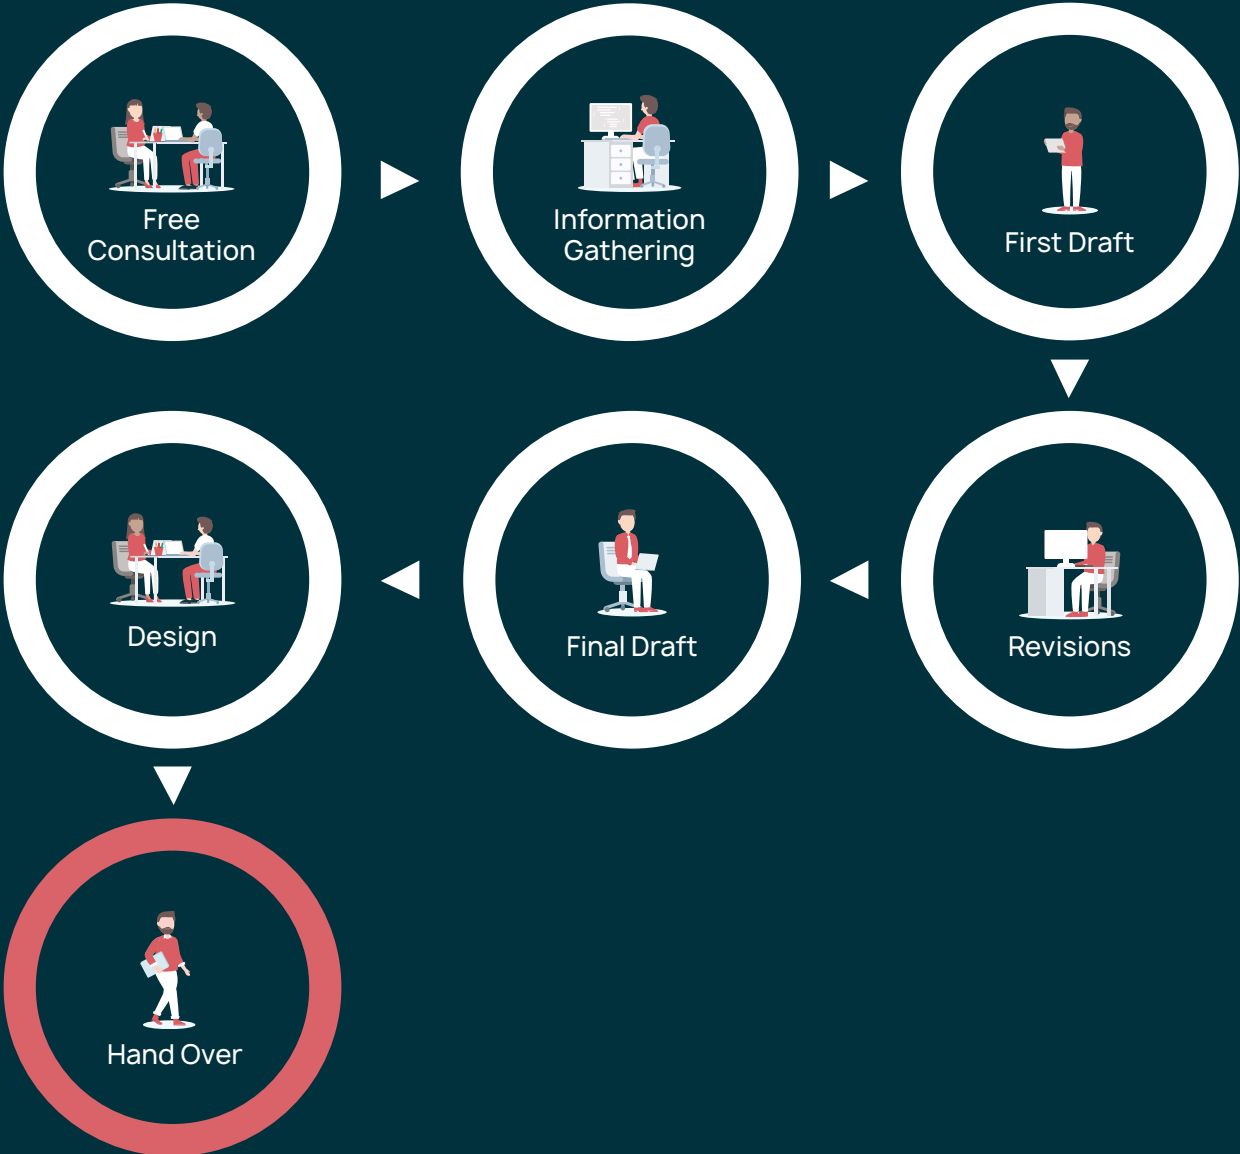 Free
Consultation
Information
Gathering
First Draft
Revisions
Final Draft
Design
Hand Over